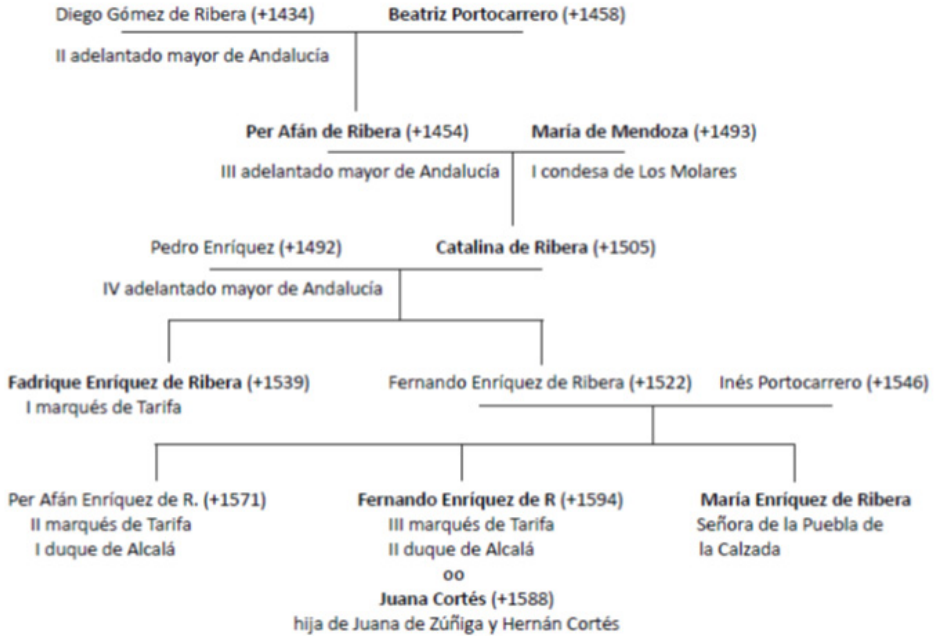 Diego Gómez de Ribera (+1434) Beatriz Portocarrero (+1458)
II adelantado mayor de Andalucía
Per Afán de Ribera (+1454) María de Mendoza (+1493)
III adelantado mayor de Andalucía I condesa de Los Molares
Pedro Enríquez (+1492) Catalina de Ribera (+1505)
IV adelantado mayor de Andalucía
Fadrique Enríquez de Ribera (+1539) Fernando Enríquez de Ribera (+1522) Inés Portocarrero (+1546)
I marqués de Tarifa
Per Afán Enríquez de R. (+1571) Fernando Enríquez de R (+1594) María Enríquez de Ribera
II marqués de Tarifa III marqués de Tarifa Señora de la Puebla de
I duque de Alcalá II duque de Alcalá la Calzada
oo
Juana Cortés (+1588)
hija de Juana de Zúñiga y Hernán Cortés